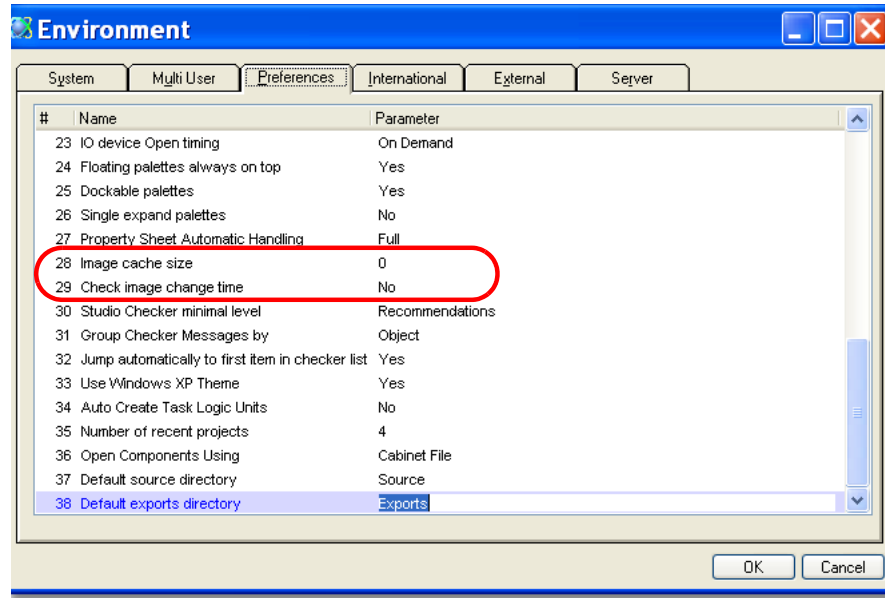 Environment
System Multi User Preferences International External Server
# Name Parameter
23 IO device Open timing On Demand
24 Floating palettes always on top Yes
25 Dockable palettes Yes
26 Single expand palettes No
27 Property Sheet Automatic Handling Full
28 Image cache size 0
29 Check image change time No
30 Studio Checker minimal level Recommendations
31 Group Checker Messages by Object
32 Jump automatically to first item in checker list Yes
33 Use Windows XP Theme Yes
34 Auto Create Task Logic Units No
35 Number of recent projects 4
36 Open Components Using Cabinet File
37 Default source directory Source
38 Default exports directory Exports
OK Cancel